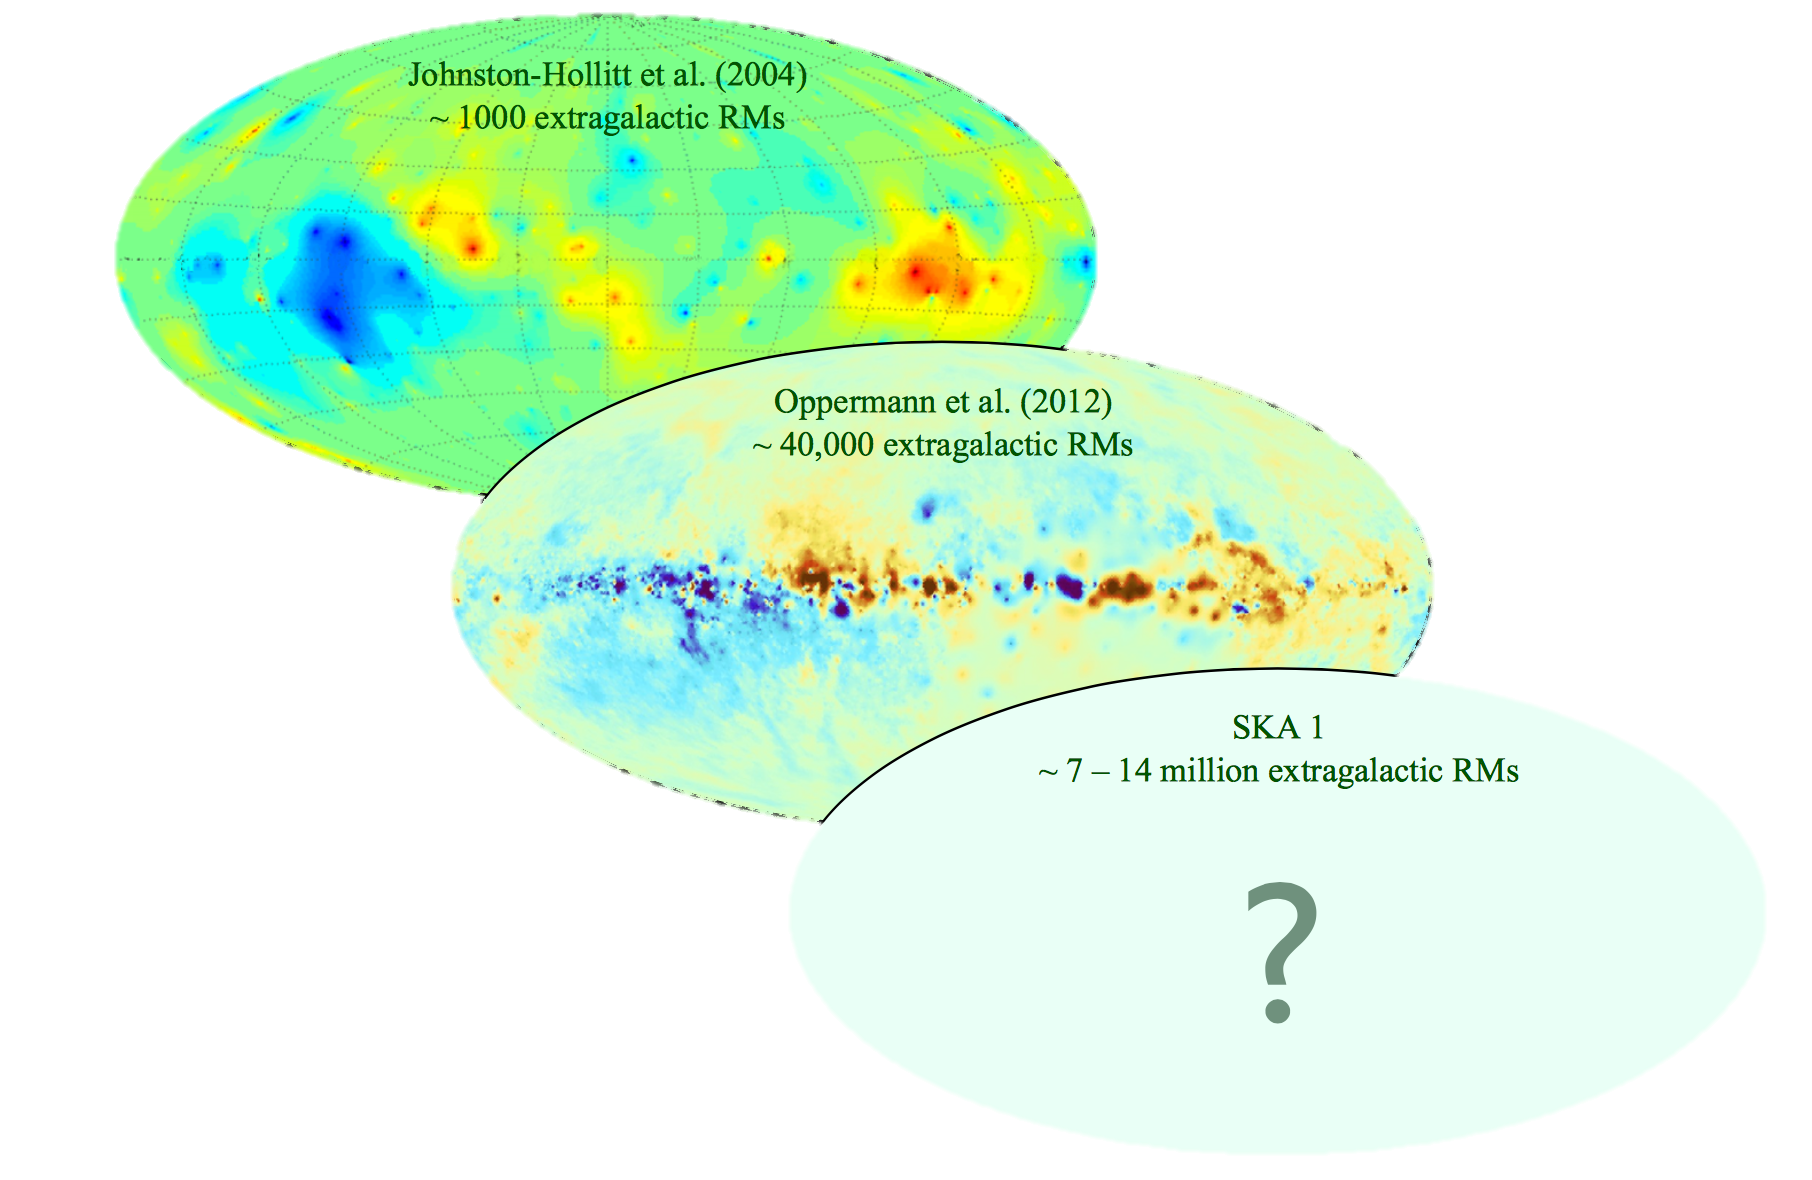 Johnston-Hollitt et al. (2004)
~ 1000 extragalactic RMs
Oppermann et al. (2012)
~ 40,000 extragalactic RMs
SKA 1
~ 7 – 14 million extragalactic RMs
?